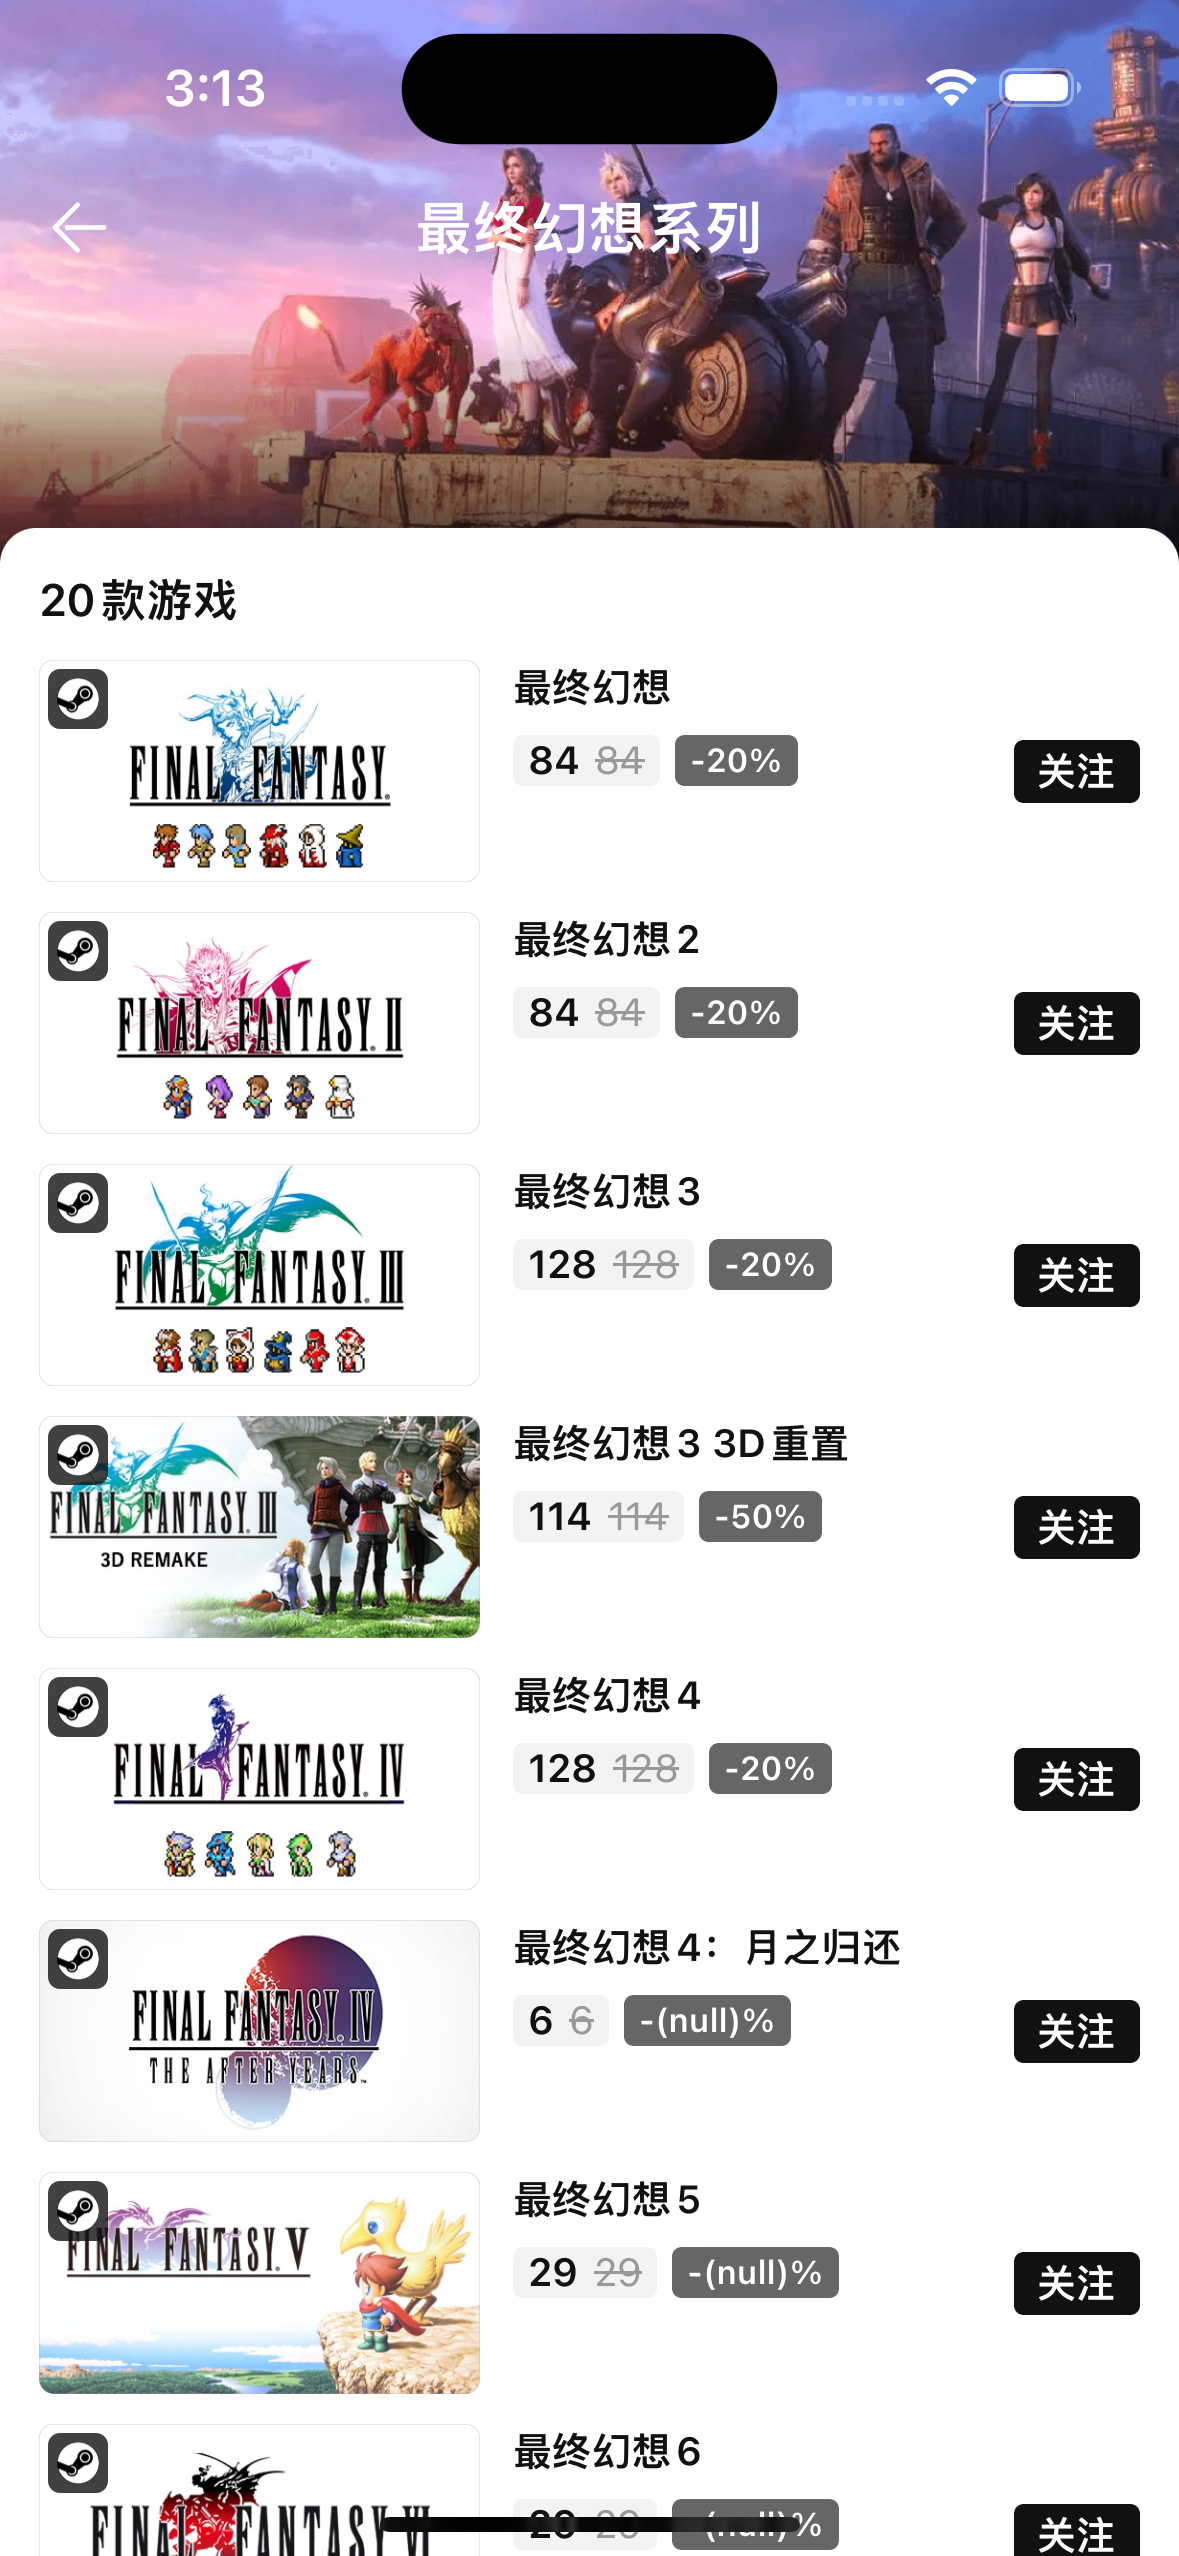 3:13
最终幻想系列
20款游戏
FINAL FANTASY
最终幻想
84 84 -20%
关注
FINAL FANTASY II
最终幻想2
84 84 -20%
关注
FINAL FANTASY III
最终幻想3
128 128 -20%
关注
FINAL FANTASY III
3D REMAKE
最终幻想3 3D重置
114 114 -50%
关注
FINAL FANTASY IV
最终幻想4
128 128 -20%
关注
FINAL FANTASY IV
THE AFTER YEARS™
最终幻想4：月之归还
6 6 -(null)%
关注
FINAL FANTASY V
最终幻想5
29 29 -(null)%
关注
FINAL FANTASY VI
最终幻想6
29 29 -(null)%
关注